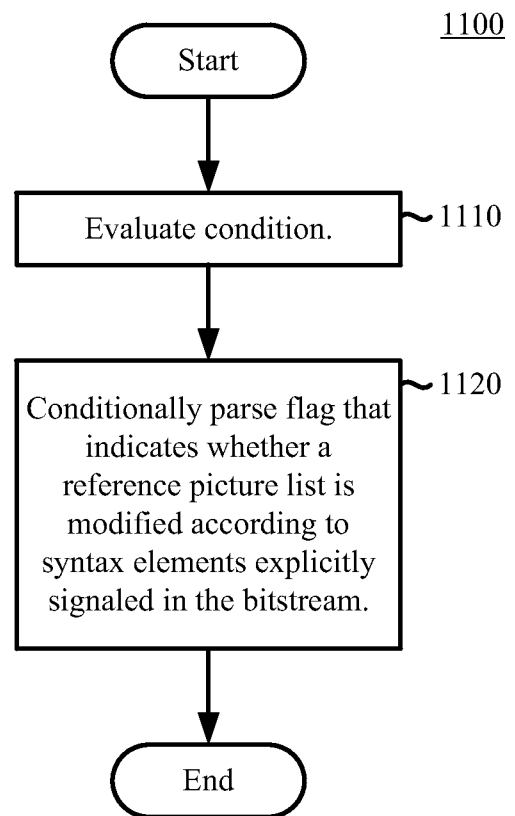 1100
Start
Evaluate condition.
1110
Conditionally parse flag that
indicates whether a
reference picture list is
modified according to
syntax elements explicitly
signaled in the bitstream.
1120
End